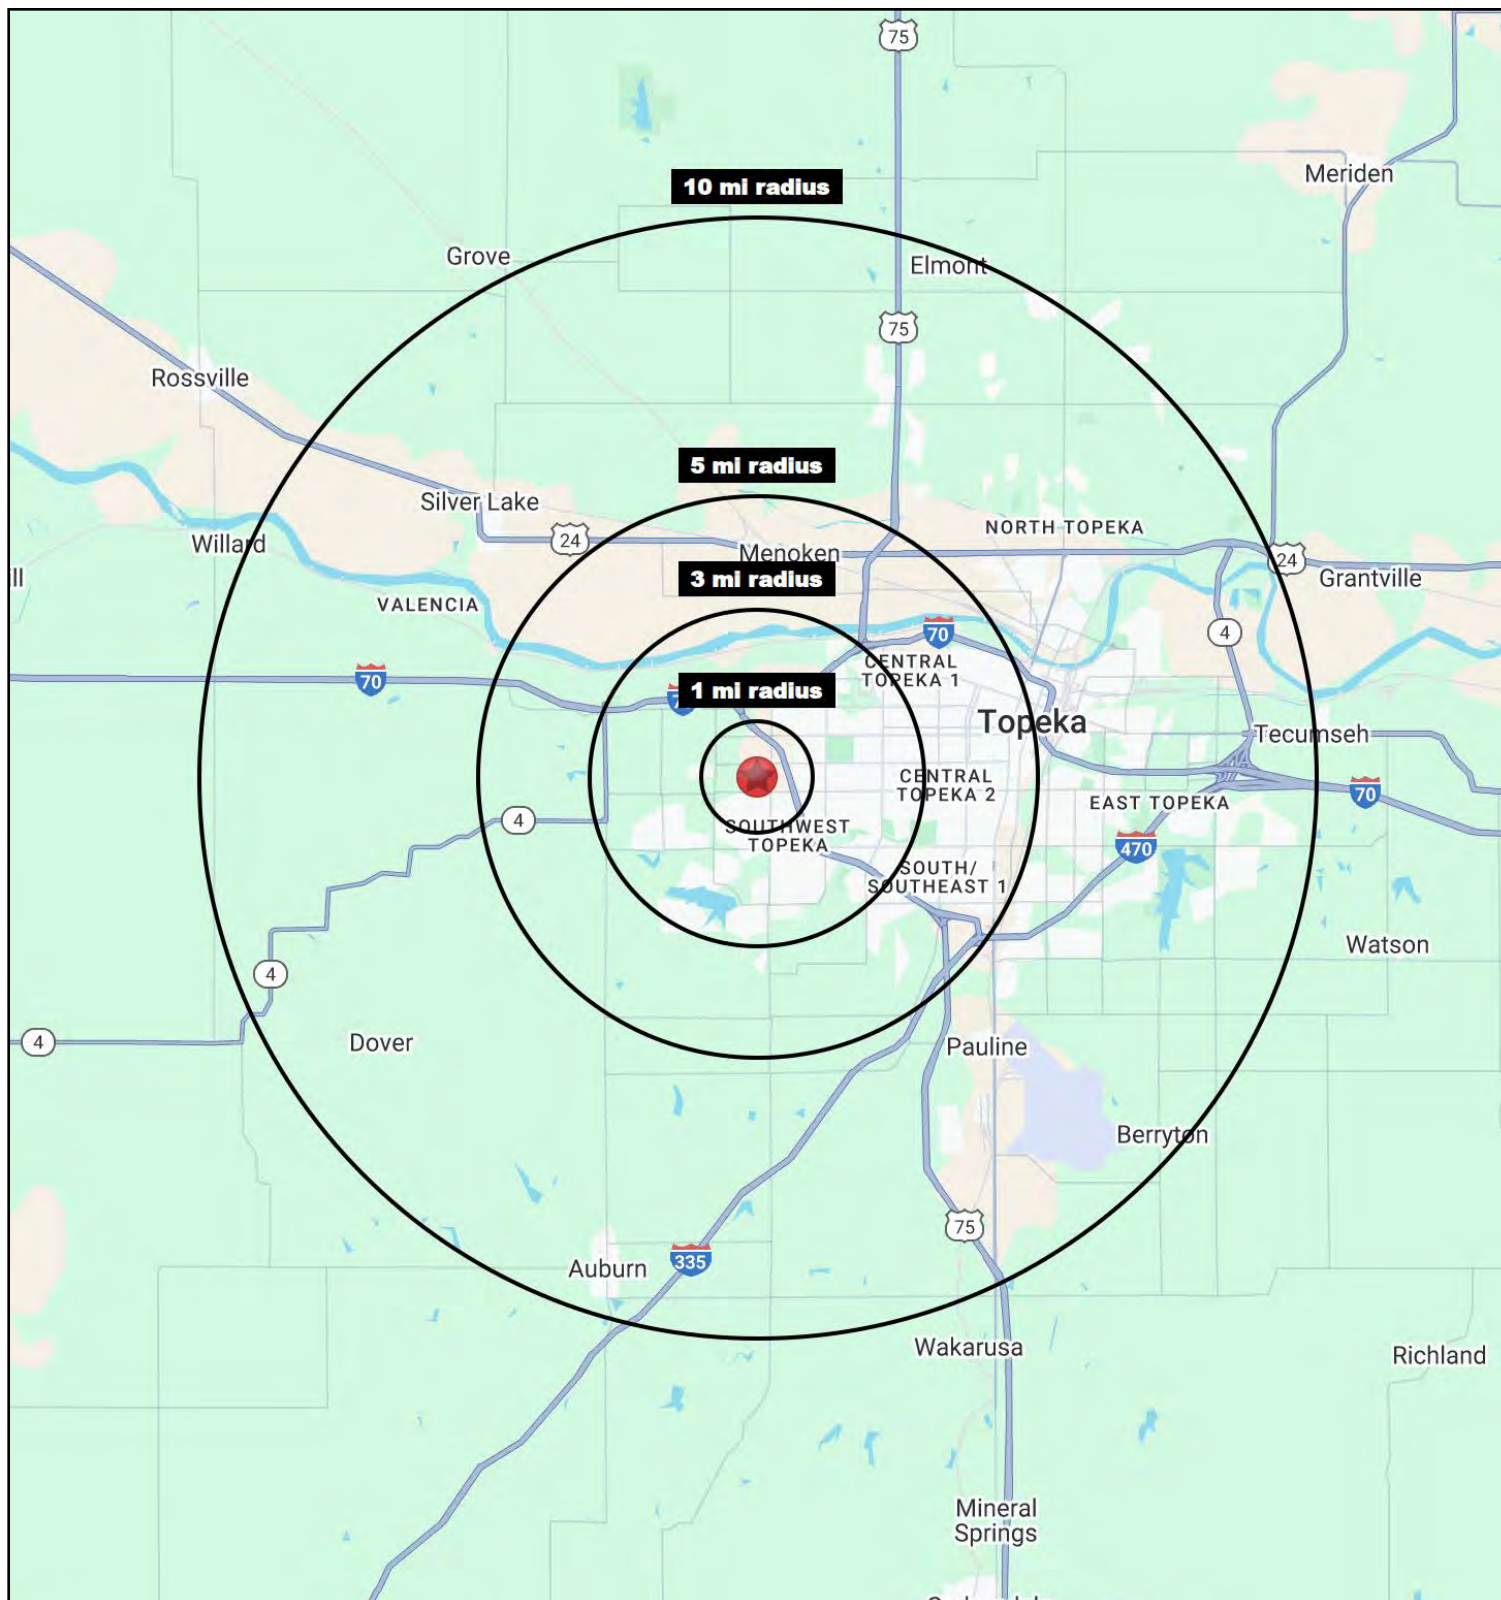 75
Meriden
10 mi radius
Grove
Elmont
75
Rossville
5 mi radius
Silver Lake
NORTH TOPEKA
24
Willard
Menoken
24
ll
3 mi radius
Grantville
VALENCIA
70
4
CENTRAL
TOPEKA 1
70
1 mi radius
Topeka
Tecumseh
CENTRAL
TOPEKA 2
70
EAST TOPEKA
4
SOUTHWEST
TOPEKA
470
SOUTH/
SOUTHEAST 1
Watson
4
4
Dover
Pauline
Berryton
75
335
Auburn
Wakarusa
Richland
Mineral
Springs